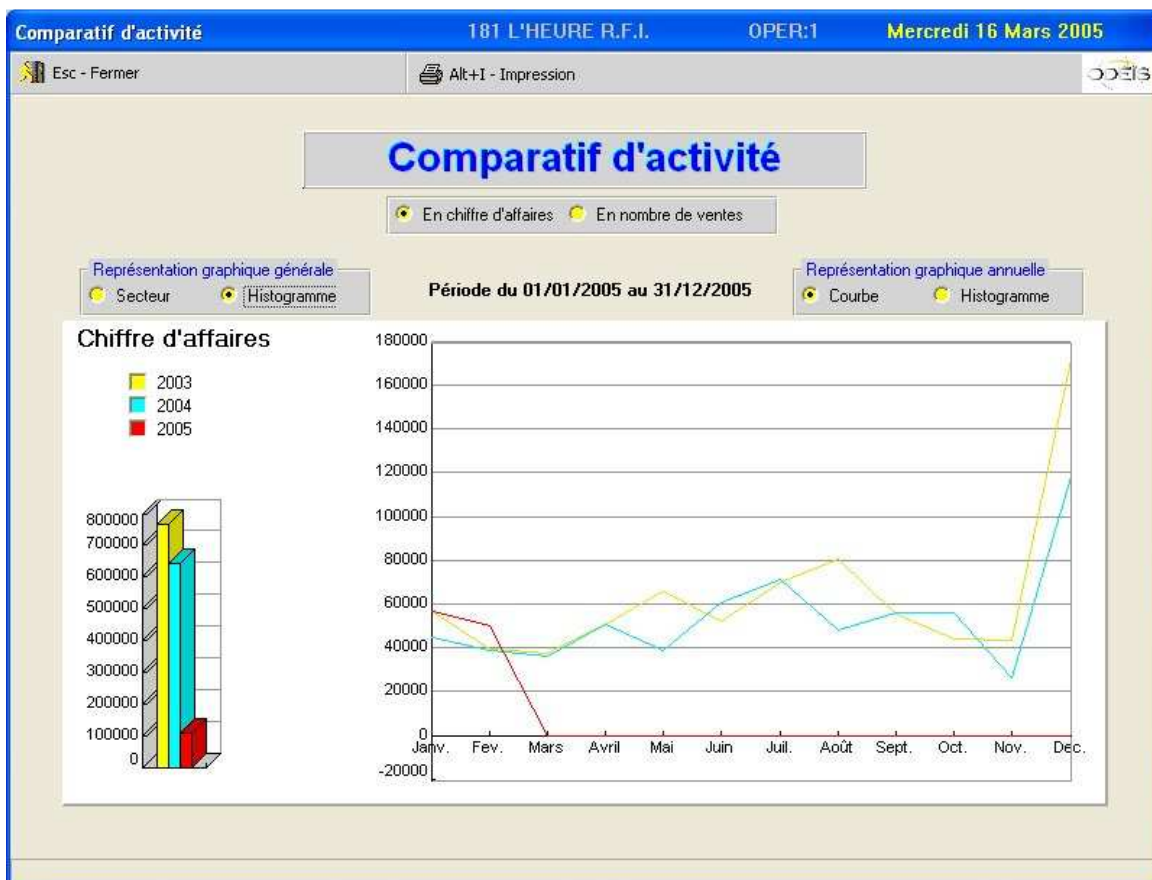 Comparatif d'activité 181 L'HEURE R.F.I. OPER:1 Mercredi 16 Mars 2005
Esc - Fermer Alt+I - Impression
Comparatif d'activité
En chiffre d'affaires En nombre de ventes
Représentation graphique générale
Secteur Histogramme
Période du 01/01/2005 au 31/12/2005
Représentation graphique annuelle
Courbe Histogramme
Chiffre d'affaires
2003
2004
2005
800000
700000
600000
500000
400000
300000
200000
100000
0
180000
160000
140000
120000
100000
80000
60000
40000
20000
0
-20000
Janv. Fev. Mars Avril Mai Juin Juil. Août Sept. Oct. Nov. Dec.